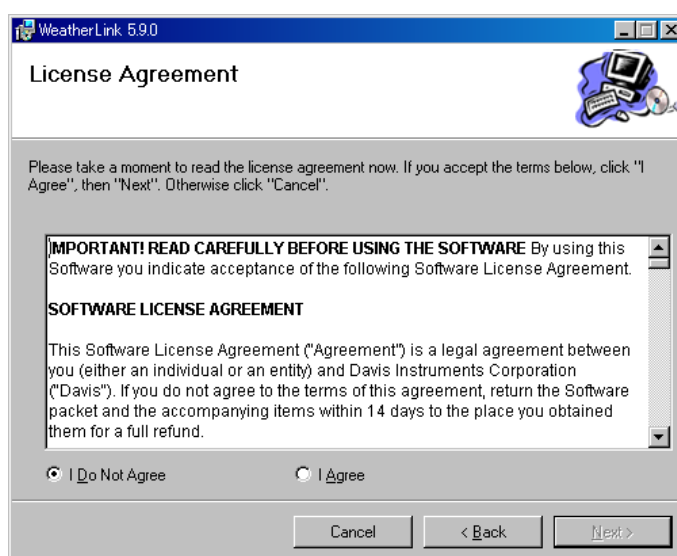 WeatherLink 5.9.0
License Agreement
Please take a moment to read the license agreement now. If you accept the terms below, click "I
Agree", then "Next". Otherwise click "Cancel".
IMPORTANT! READ CAREFULLY BEFORE USING THE SOFTWARE By using this
Software you indicate acceptance of the following Software License Agreement.
SOFTWARE LICENSE AGREEMENT
This Software License Agreement ("Agreement") is a legal agreement between
you (either an individual or an entity) and Davis Instruments Corporation
("Davis"). If you do not agree to the terms of this agreement, return the Software
packet and the accompanying items within 14 days to the place you obtained
them for a full refund.
I Do Not Agree
I Agree
Cancel
< Back
Next >